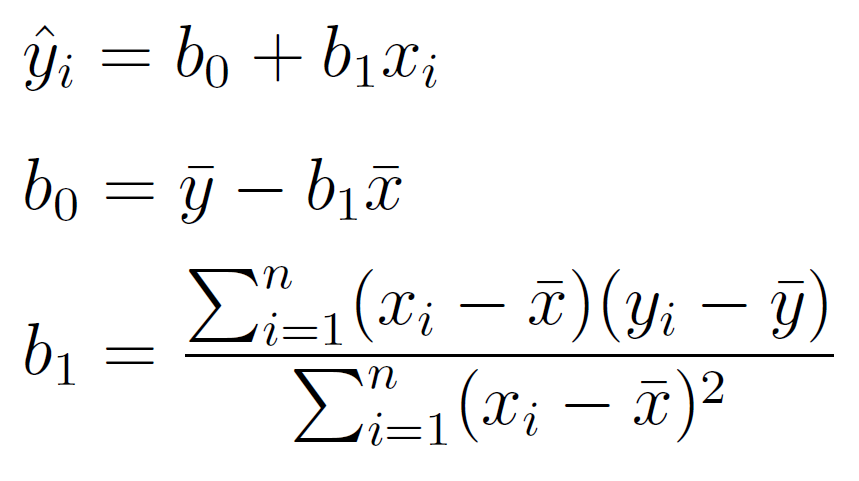 ŷᵢ = b₀ + b₁xᵢ
b₀ = ȳ − b₁x̄
b₁ = ∑ⁿᵢ₌₁(xᵢ − x̄)(yᵢ − ȳ) / ∑ⁿᵢ₌₁(xᵢ − x̄)²